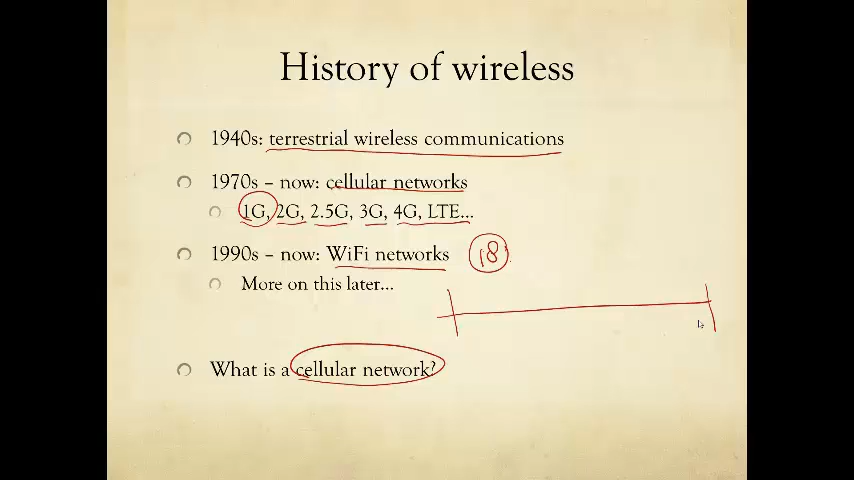 History of wireless
1940s: terrestrial wireless communications
1970s – now: cellular networks
1G, 2G, 2.5G, 3G, 4G, LTE...
1990s – now: WiFi networks 18
More on this later...
What is a cellular network?